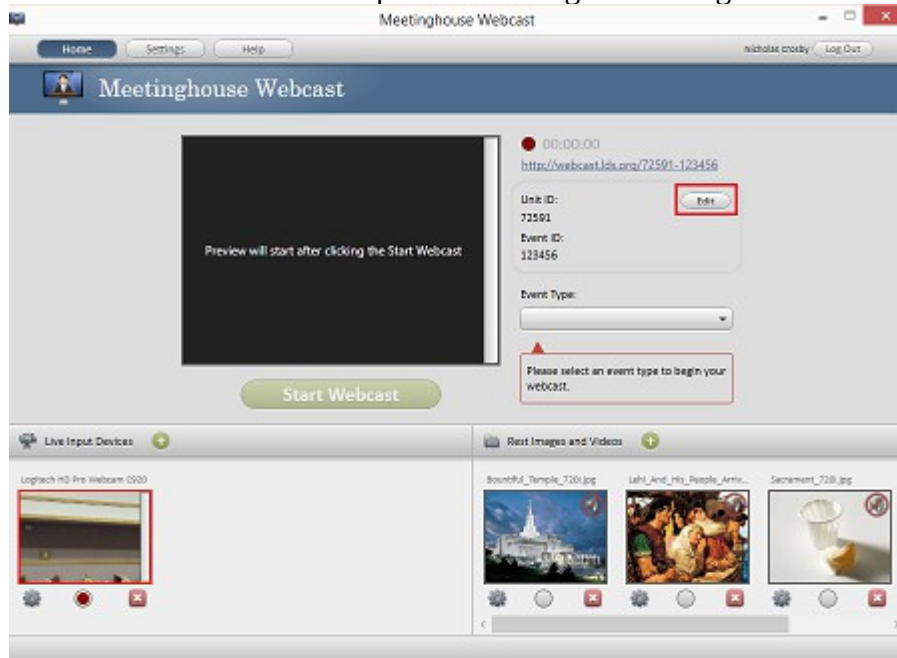 Meetinghouse Webcast
Home Settings Help nicholas crosby Log Out
Meetinghouse Webcast
00:00:00
http://webcast.lds.org/72591-123456
Unit ID: Edit
72591
Event ID:
123456
Preview will start after clicking the Start Webcast
Event Type:
Please select an event type to begin your
webcast.
Start Webcast
Live Input Devices
Rest Images and Videos
Logitech HD Pro Webcam C920
Bountiful_Temple_720i.jpg
Lehi_And_His_People_Arriv...
Sacrament_720i.jpg